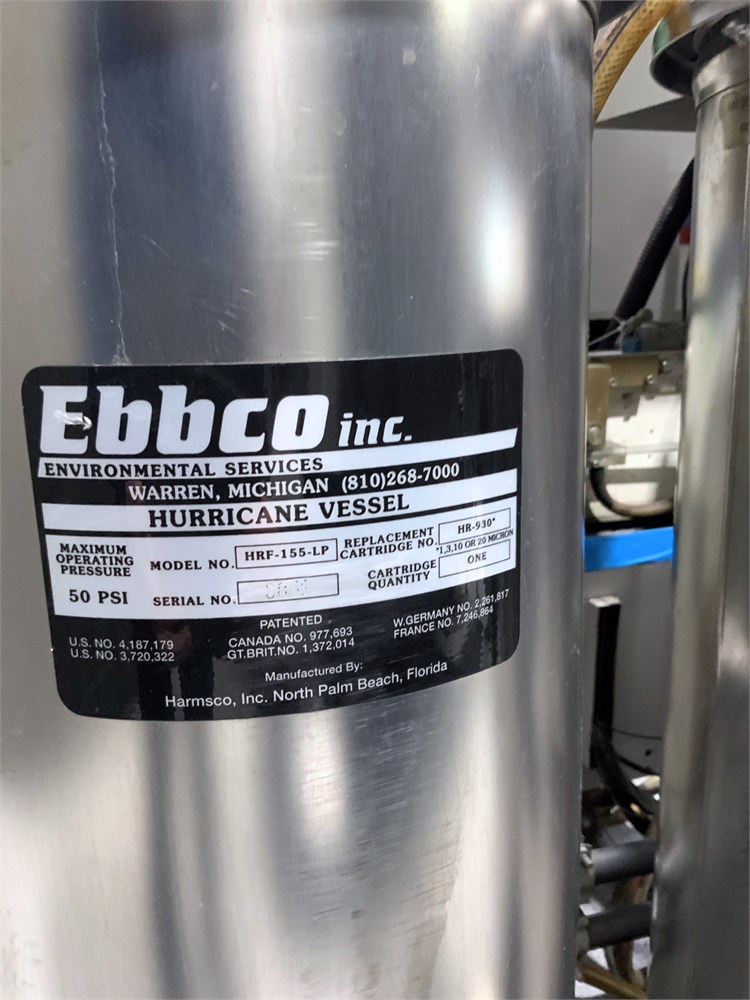 Ebbco inc.
ENVIRONMENTAL SERVICES
WARREN, MICHIGAN (810)268-7000
HURRICANE VESSEL
MAXIMUM
OPERATING
PRESSURE
50 PSI
MODEL NO. HRF-155-LP
SERIAL NO.
REPLACEMENT
CARTRIDGE NO.
HR-930*
*1,3,10 OR 20 MICRON
CARTRIDGE
QUANTITY
ONE
PATENTED
U.S. NO. 4,187,179
U.S. NO. 3,720,322
CANADA NO. 977,693
GT.BRIT.NO. 1,372,014
W.GERMANY NO. 2,261,817
FRANCE NO. 7,246,864
Manufactured By:
Harmsco, Inc. North Palm Beach, Florida